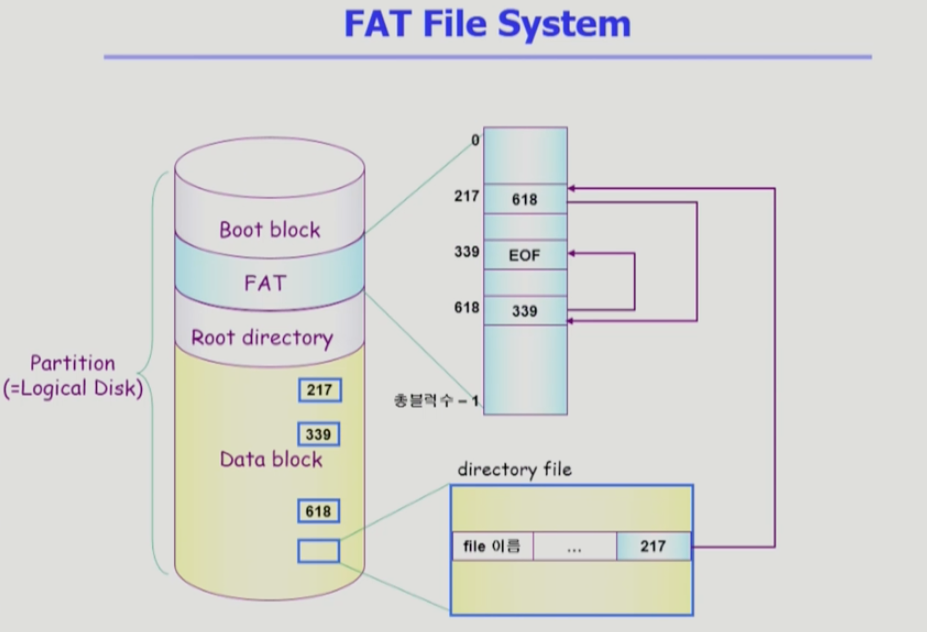 FAT File System
Boot block
FAT
Root directory
Partition
(=Logical Disk)
217
339
Data block
618
0
217
618
339
EOF
618
339
총블럭수 – 1
directory file
file 이름
...
217